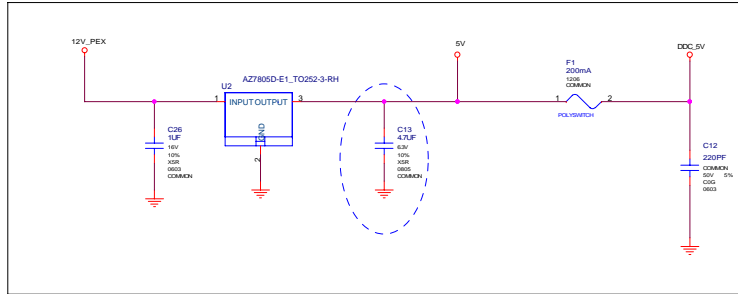 12V_PEX
AZ7805D-E1_TO252-3-RH
U2
1
INPUT OUTPUT
3
GND
2
C26
1UF
16V
10%
X5R
0603
COMMON
C13
4.7UF
6.3V
10%
X5R
0805
COMMON
5V
F1
200mA
1206
COMMON
1
2
POLYSWITCH
DDC_5V
C12
220PF
COMMON
50V 5%
C0G
0603